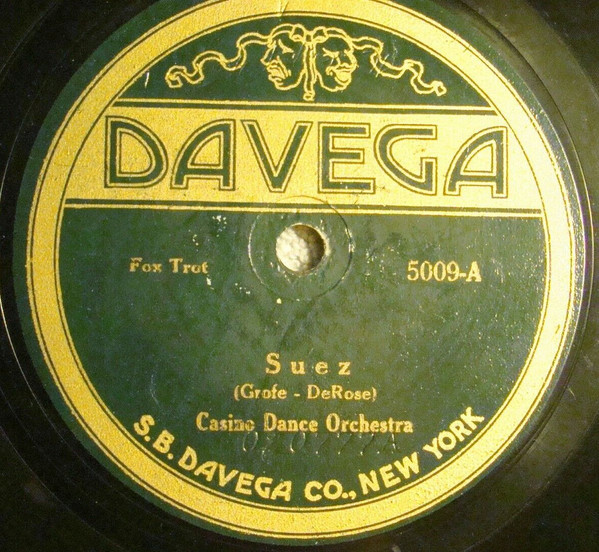 DAVEGA
Fox Trot
5009-A
Suez
(Grofe - DeRose)
Casino Dance Orchestra
S.B. DAVEGA CO., NEW YORK